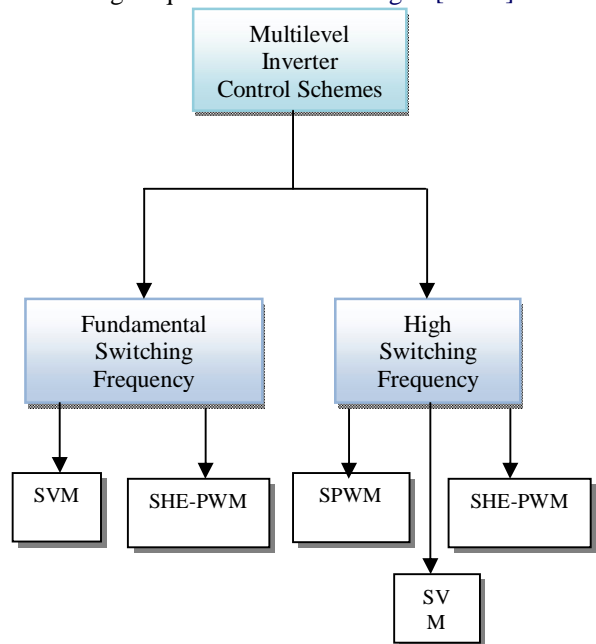 Multilevel
Inverter
Control Schemes
Fundamental
Switching
Frequency
High
Switching
Frequency
SVM
SHE-PWM
SPWM
SHE-PWM
SV
M